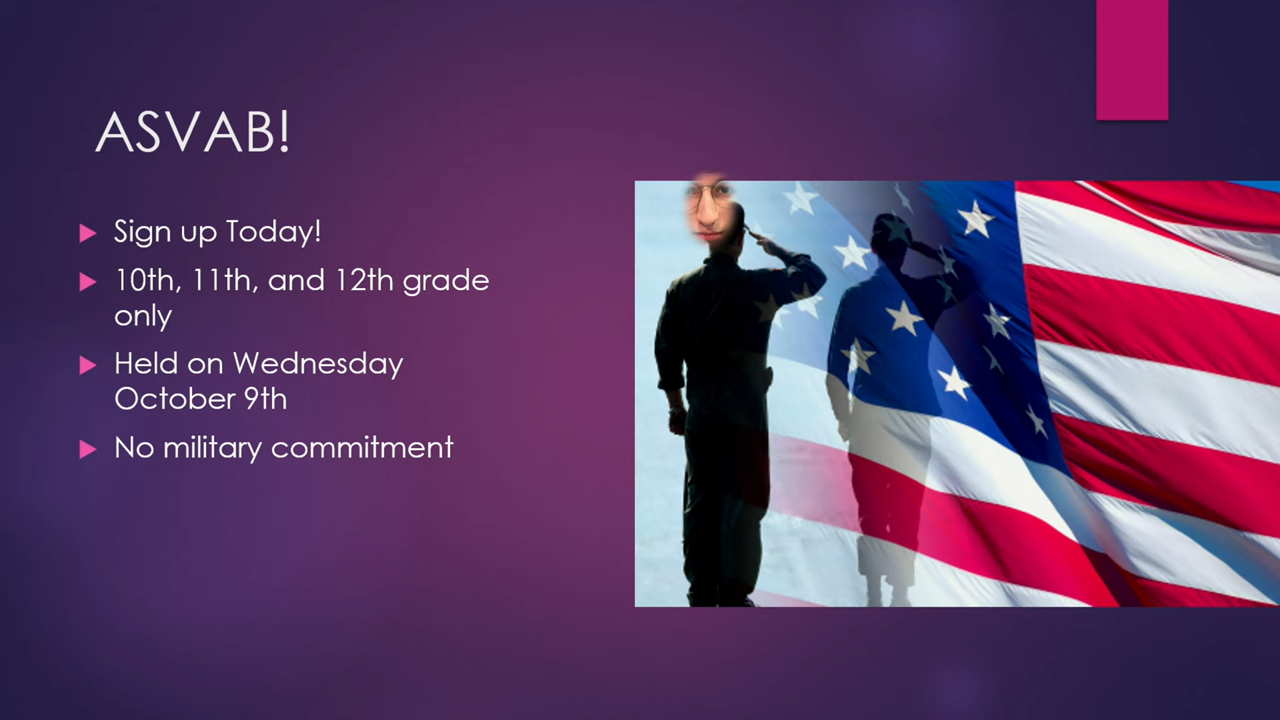 ASVAB!
Sign up Today!
10th, 11th, and 12th grade
only
Held on Wednesday
October 9th
No military commitment